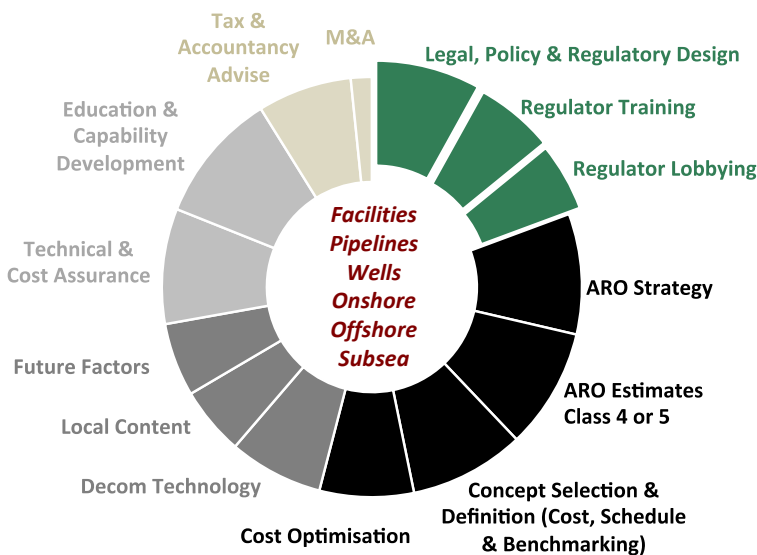 Tax &
Accountancy
Advise
M&A
Legal, Policy & Regulatory Design
Regulator Training
Regulator Lobbying
ARO Strategy
ARO Estimates
Class 4 or 5
Concept Selection &
Definition (Cost, Schedule
& Benchmarking)
Cost Optimisation
Decom Technology
Local Content
Future Factors
Technical &
Cost Assurance
Education &
Capability
Development
Facilities
Pipelines
Wells
Onshore
Offshore
Subsea